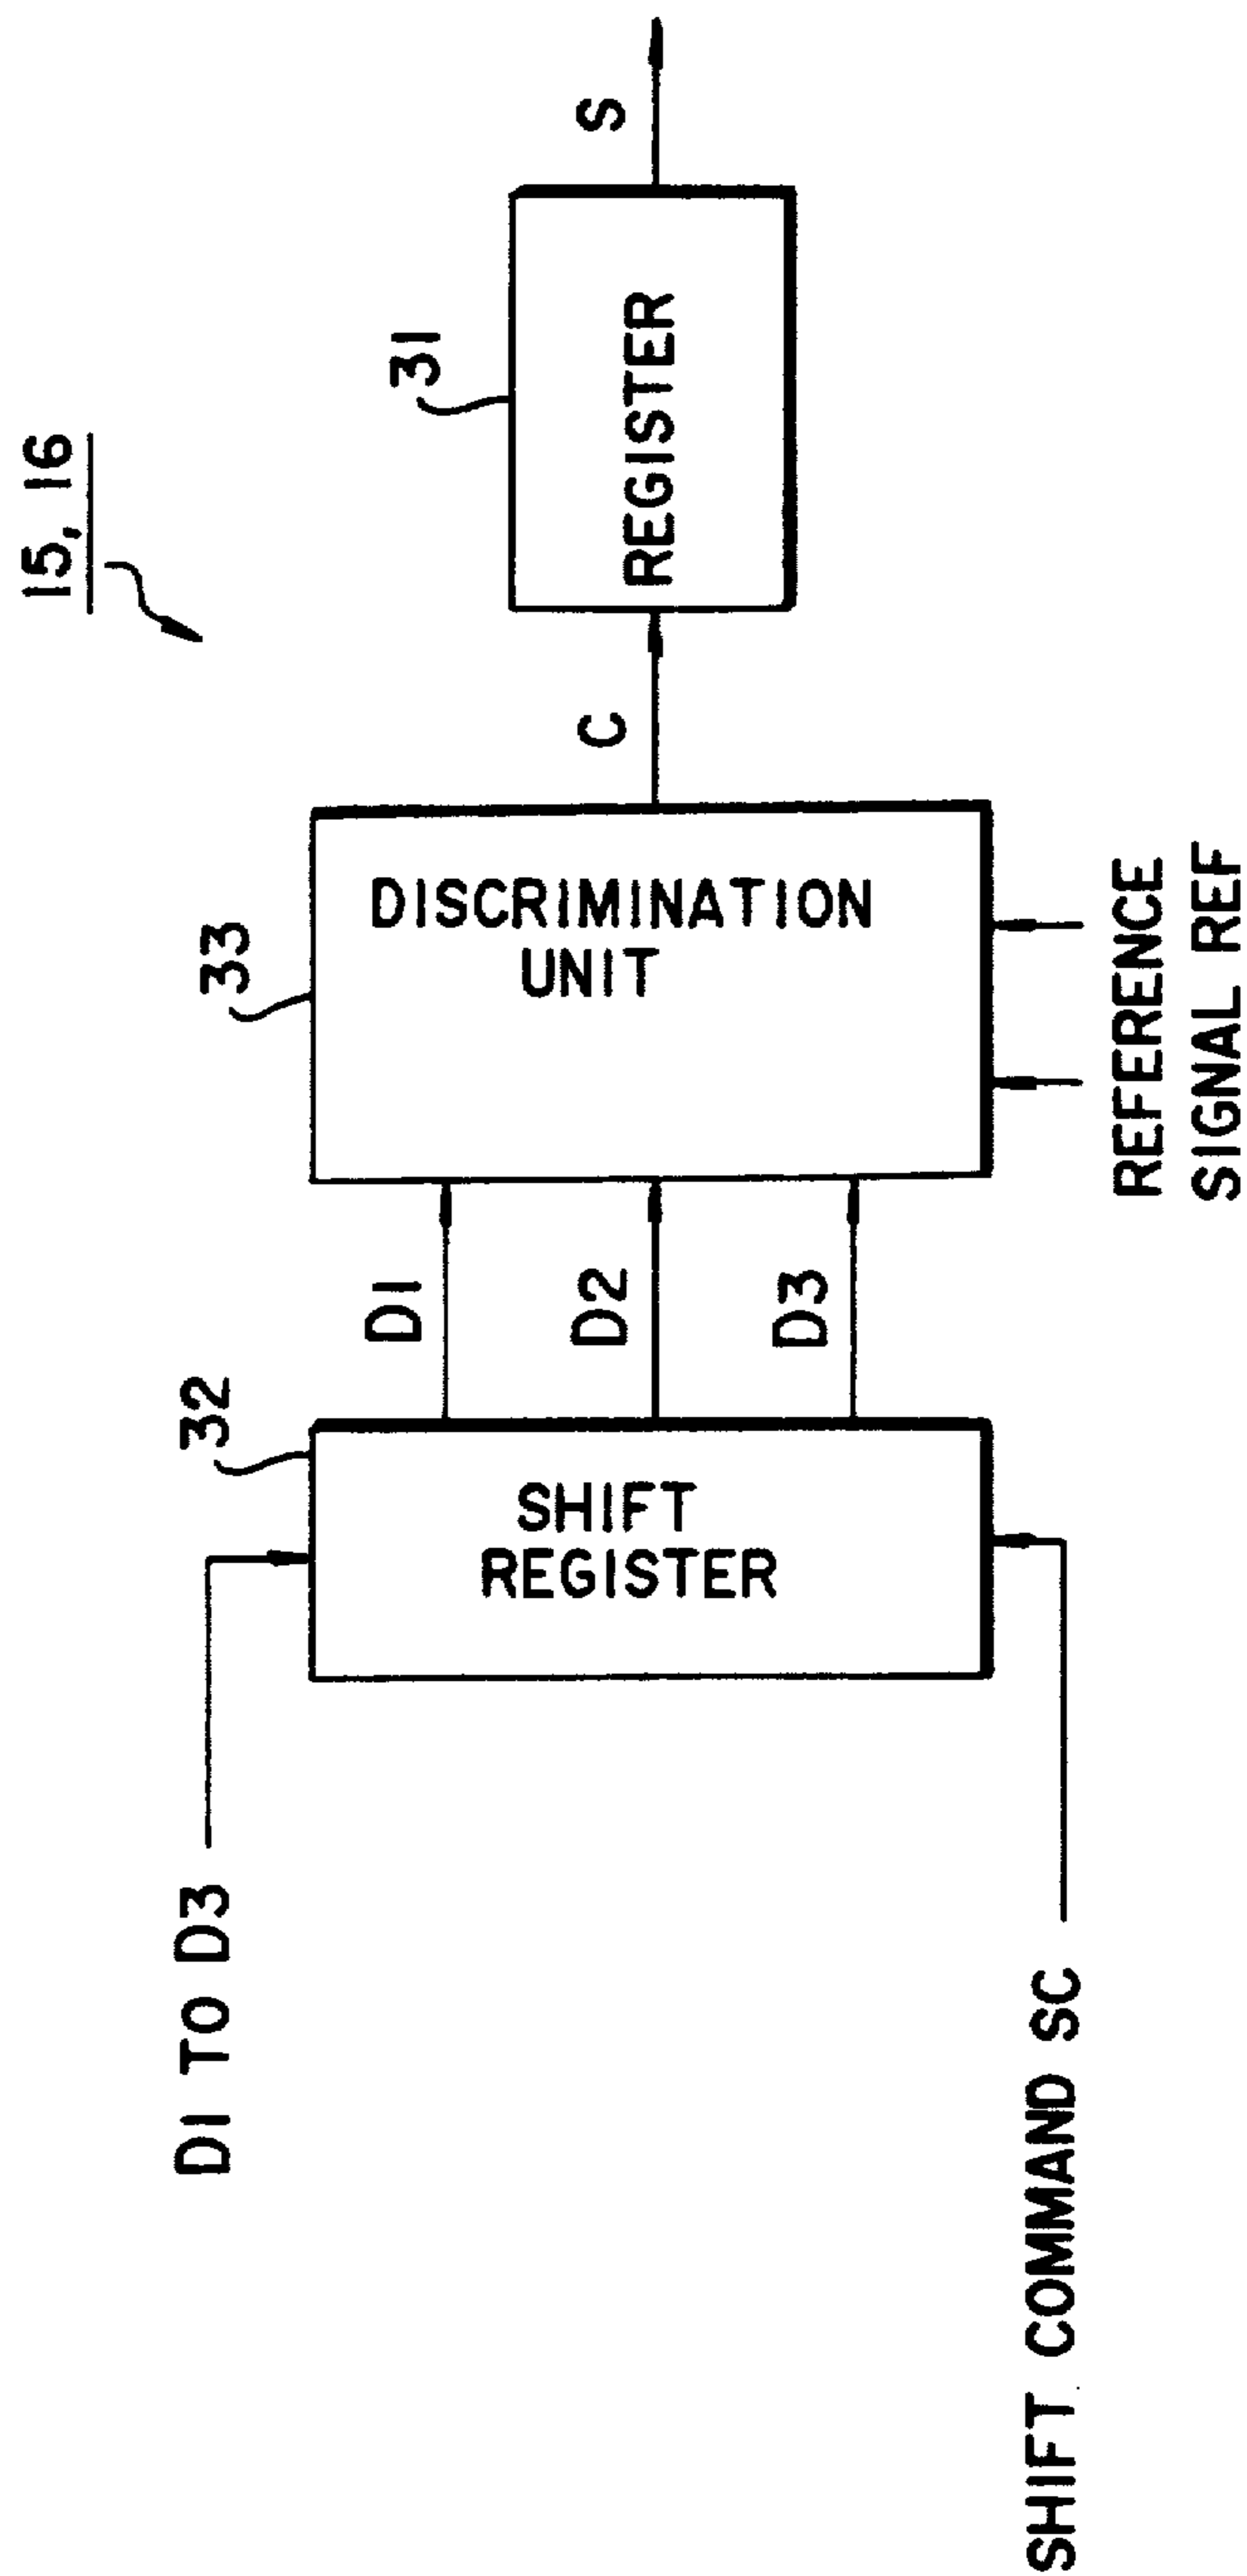 15, 16
S
31
REGISTER
C
33
DISCRIMINATION
UNIT
REFERENCE
SIGNAL REF
D1
D2
D3
32
SHIFT
REGISTER
D1 TO D3
SHIFT COMMAND SC